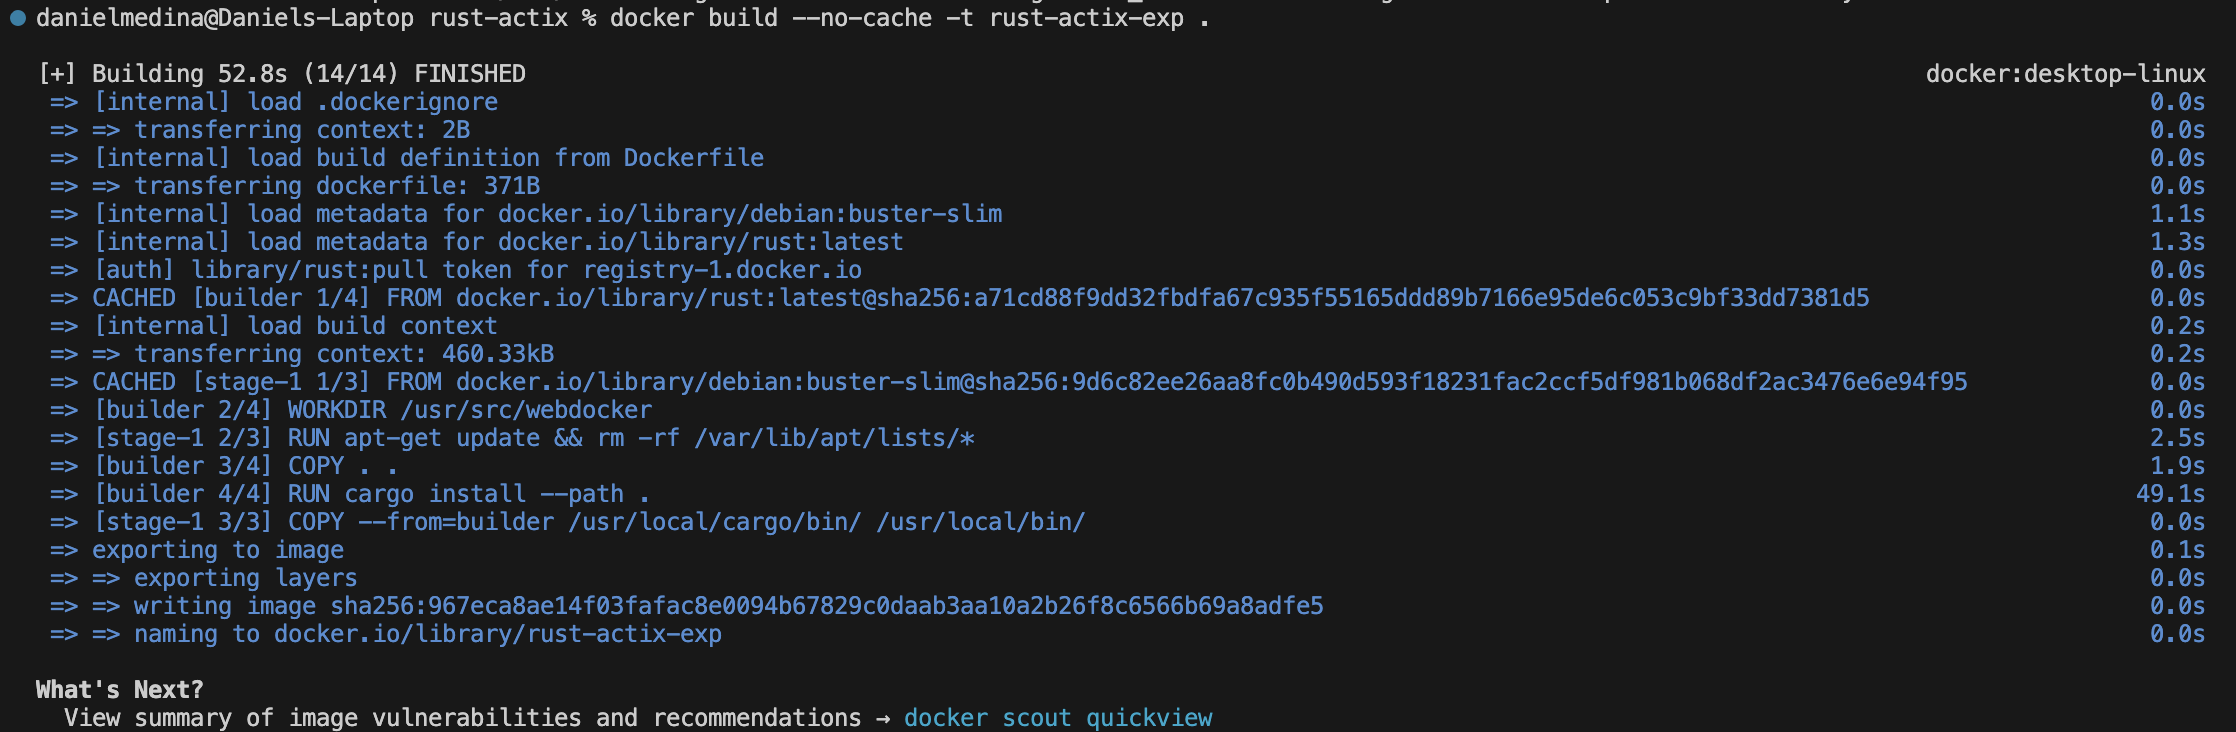 danielmedina@Daniels-Laptop rust-actix % docker build --no-cache -t rust-actix-exp .
[+] Building 52.8s (14/14) FINISHED docker:desktop-linux
=> [internal] load .dockerignore 0.0s
=> => transferring context: 2B 0.0s
=> [internal] load build definition from Dockerfile 0.0s
=> => transferring dockerfile: 371B 0.0s
=> [internal] load metadata for docker.io/library/debian:buster-slim 1.1s
=> [internal] load metadata for docker.io/library/rust:latest 1.3s
=> [auth] library/rust:pull token for registry-1.docker.io 0.0s
=> CACHED [builder 1/4] FROM docker.io/library/rust:latest@sha256:a71cd88f9dd32fbdfa67c935f55165ddd89b7166e95de6c053c9bf33dd7381d5 0.0s
=> [internal] load build context 0.2s
=> => transferring context: 460.33kB 0.2s
=> CACHED [stage-1 1/3] FROM docker.io/library/debian:buster-slim@sha256:9d6c82ee26aa8fc0b490d593f18231fac2ccf5df981b068df2ac3476e6e94f95 0.0s
=> [builder 2/4] WORKDIR /usr/src/webdocker 0.0s
=> [stage-1 2/3] RUN apt-get update && rm -rf /var/lib/apt/lists/* 2.5s
=> [builder 3/4] COPY . . 1.9s
=> [builder 4/4] RUN cargo install --path . 49.1s
=> [stage-1 3/3] COPY --from=builder /usr/local/cargo/bin/ /usr/local/bin/ 0.0s
=> exporting to image 0.1s
=> => exporting layers 0.0s
=> => writing image sha256:967eca8ae14f03fafac8e0094b67829c0daab3aa10a2b26f8c6566b69a8adfe5 0.0s
=> => naming to docker.io/library/rust-actix-exp 0.0s
What's Next?
View summary of image vulnerabilities and recommendations → docker scout quickview